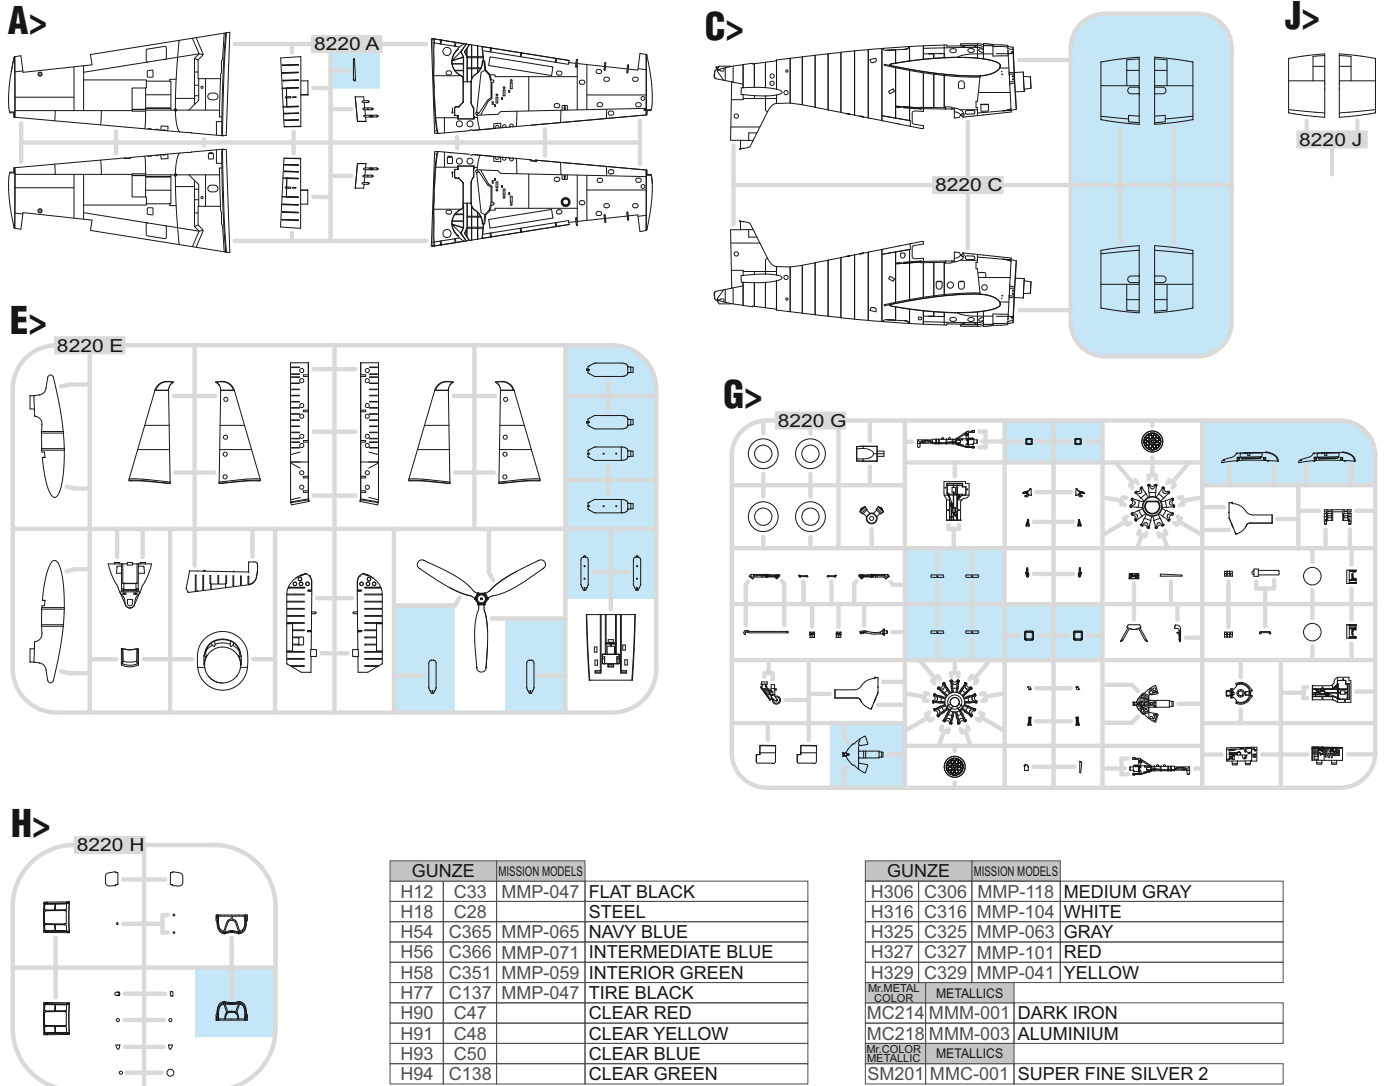 A>
8220 A
C>
8220 C
J>
8220 J
E>
8220 E
G>
8220 G
H>
8220 H
GUNZE MISSION MODELS
H12 C33 MMP-047 FLAT BLACK
H18 C28 STEEL
H54 C365 MMP-065 NAVY BLUE
H56 C366 MMP-071 INTERMEDIATE BLUE
H58 C351 MMP-059 INTERIOR GREEN
H77 C137 MMP-047 TIRE BLACK
H90 C47 CLEAR RED
H91 C48 CLEAR YELLOW
H93 C50 CLEAR BLUE
H94 C138 CLEAR GREEN
GUNZE MISSION MODELS
H306 C306 MMP-118 MEDIUM GRAY
H316 C316 MMP-104 WHITE
H325 C325 MMP-063 GRAY
H327 C327 MMP-101 RED
H329 C329 MMP-041 YELLOW
Mr.METAL COLOR METALLICS
MC214 MMM-001 DARK IRON
MC218 MMM-003 ALUMINIUM
Mr.COLOR METALLIC METALLICS
SM201 MMC-001 SUPER FINE SILVER 2